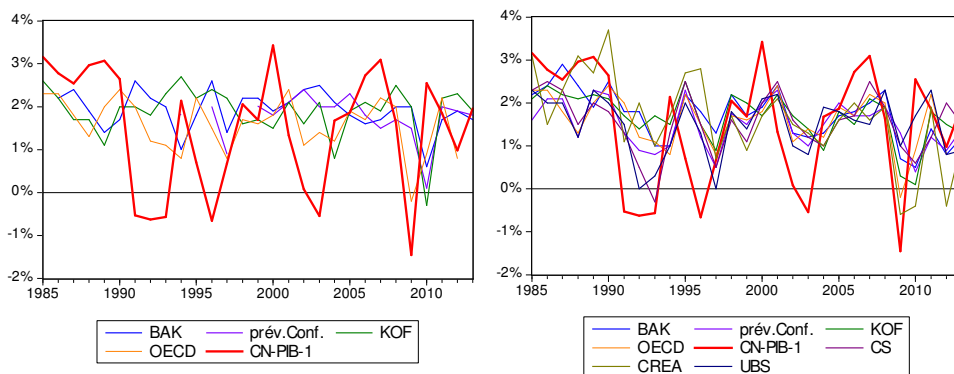 4%
3%
2%
1%
0%
-1%
-2%
1985 1990 1995 2000 2005 2010
BAK prév.Conf. KOF
OECD CN-PIB-1
4%
3%
2%
1%
0%
-1%
-2%
1985 1990 1995 2000 2005 2010
BAK prév.Conf. KOF
OECD CN-PIB-1 CS
CREA UBS